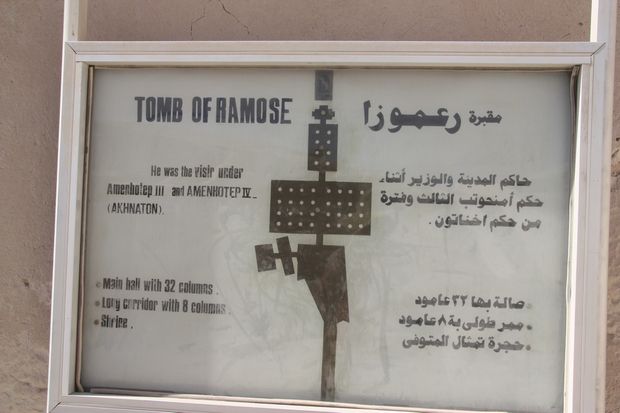 TOMB OF RAMOSE
مقبرة رعموزا
He was the visir under
Amenhotep III and AMENHOTEP IV
(AKHNATON).
حاكم المدينة والوزير أثناء
حكم أمنحوتب الثالث وفترة
من حكم اخناتون.
• Main hall with 32 columns.
• Long corridor with 8 columns.
• Shrine.
صالة بها ٣٢ عامود •
ممر طولى بة ٨ عامود •
حجرة تمثال المتوفى •